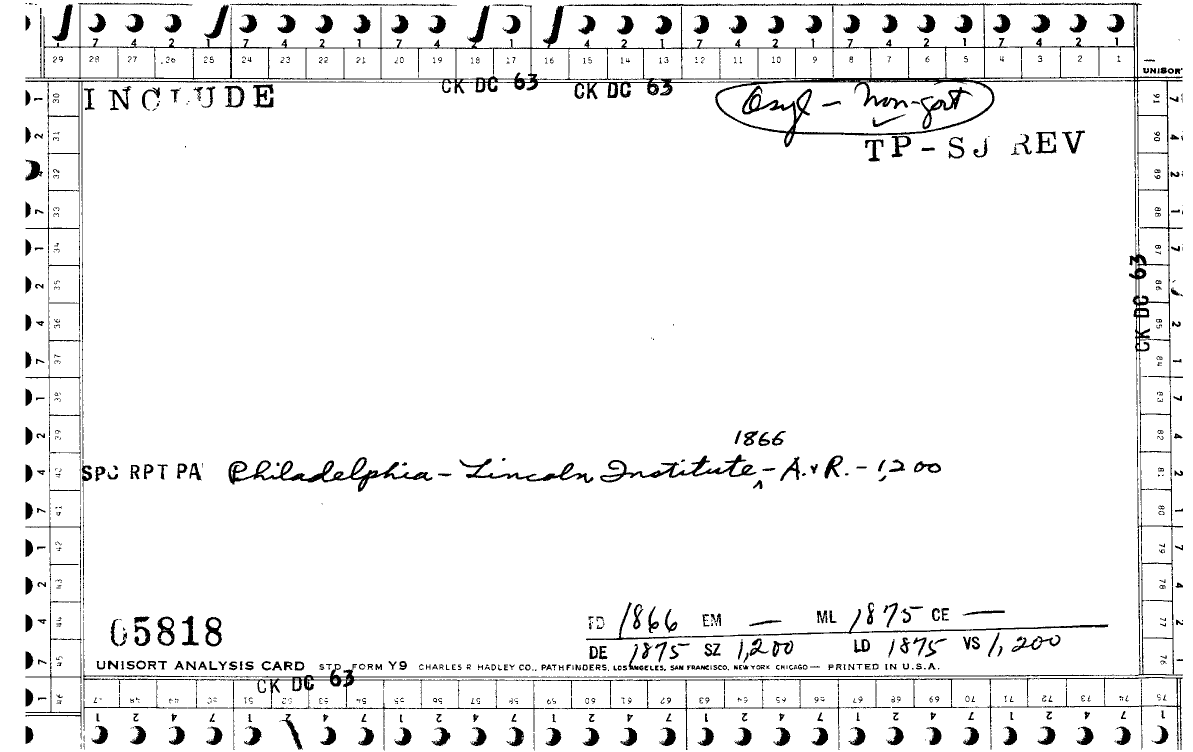 7 4 2 1 7 4 2 1 7 4 2 1 7 4 2 1 7 4 2 1 7 4 2 1 7 4 2 1
29 28 27 26 25 24 23 22 21 20 19 18 17 16 15 14 13 12 11 10 9 8 7 6 5 4 3 2 1
UNISORT
CK DC 63 CK DC 63
INCLUDE
Asyl - non-govt
TP-SJ REV
CK DC 63
1866
SPC RPT PA Philadelphia - Lincoln Institute ^ - A. & R. - 1,200
05818
FD 1866 EM — ML 1875 CE —
DE 1875 SZ 1,200 LD 1875 VS 1,200
UNISORT ANALYSIS CARD STD. FORM Y9 CHARLES R HADLEY CO., PATHFINDERS, LOS ANGELES, SAN FRANCISCO, NEW YORK CHICAGO — PRINTED IN U.S.A.
CK DC 63